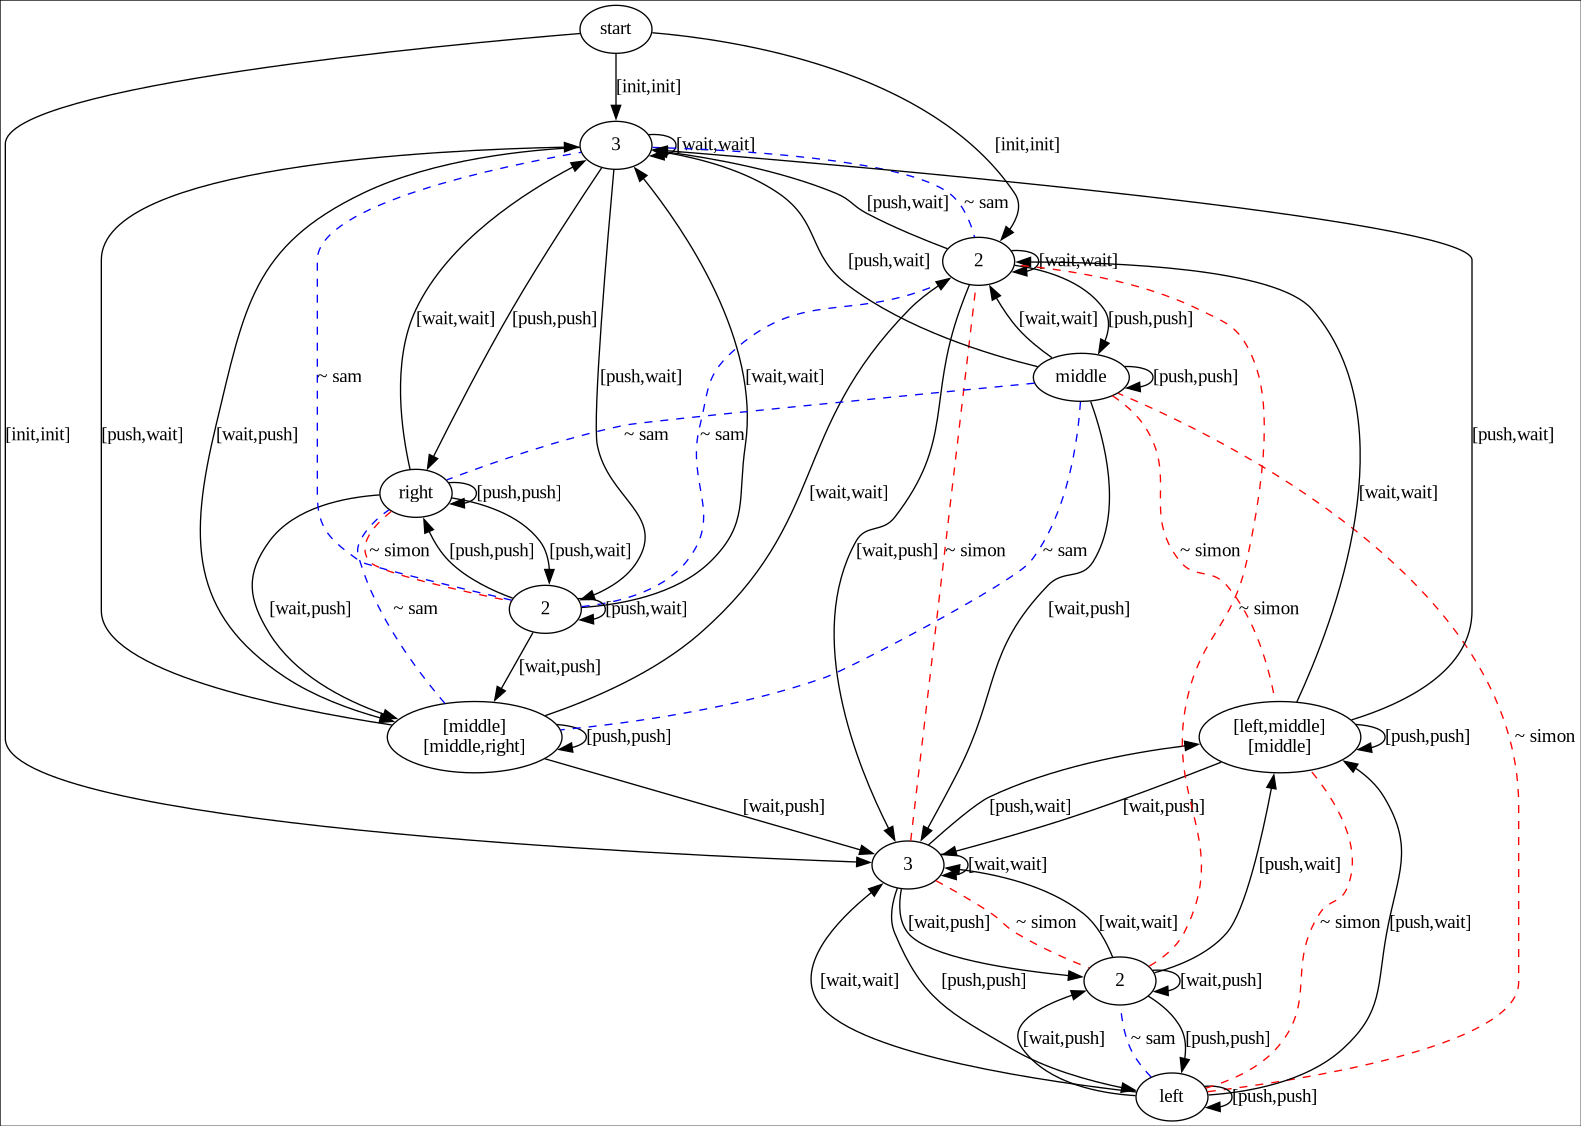 start
[init,init]
3
[wait,wait]
[init,init]
[push,wait]
~ sam
[push,wait]
2
[wait,wait]
[wait,wait]
[push,push]
[wait,wait]
[push,push]
~ sam
[push,wait]
[wait,wait]
middle
[push,push]
[init,init]
[push,wait]
[wait,push]
~ sam
~ sam
[push,wait]
right
[push,push]
[wait,wait]
[wait,wait]
~ simon
[push,push]
[push,wait]
[wait,push]
~ simon
~ sam
~ simon
[wait,push]
~ sam
2
[push,wait]
[wait,push]
~ simon
[wait,push]
[middle]
[middle,right]
[push,push]
[left,middle]
[middle]
[push,push]
~ simon
[wait,push]
[push,wait]
[wait,push]
3
[wait,wait]
[push,wait]
[wait,push]
~ simon
[wait,wait]
~ simon
[push,wait]
[wait,wait]
[push,push]
2
[wait,push]
[wait,push]
~ sam
[push,push]
left
[push,push]